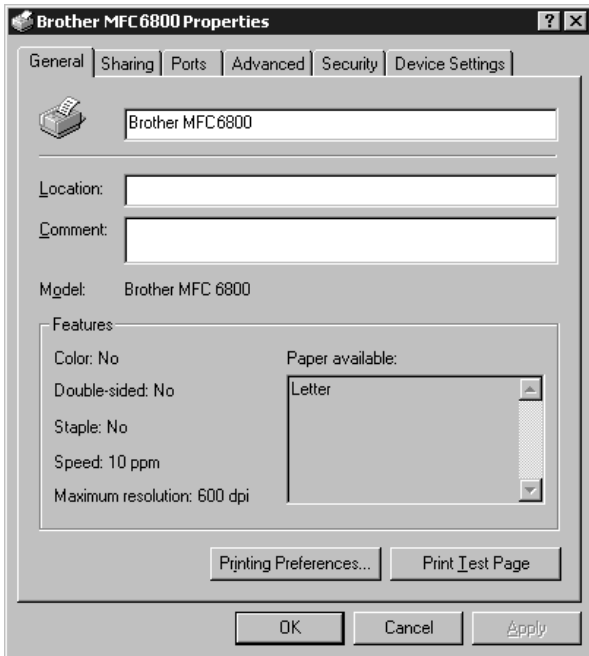 Brother MFC6800 Properties
General Sharing Ports Advanced Security Device Settings
Brother MFC6800
Location:
Comment:
Model: Brother MFC 6800
Features
Color: No Paper available:
Double-sided: No Letter
Staple: No
Speed: 10 ppm
Maximum resolution: 600 dpi
Printing Preferences... Print Test Page
OK Cancel Apply